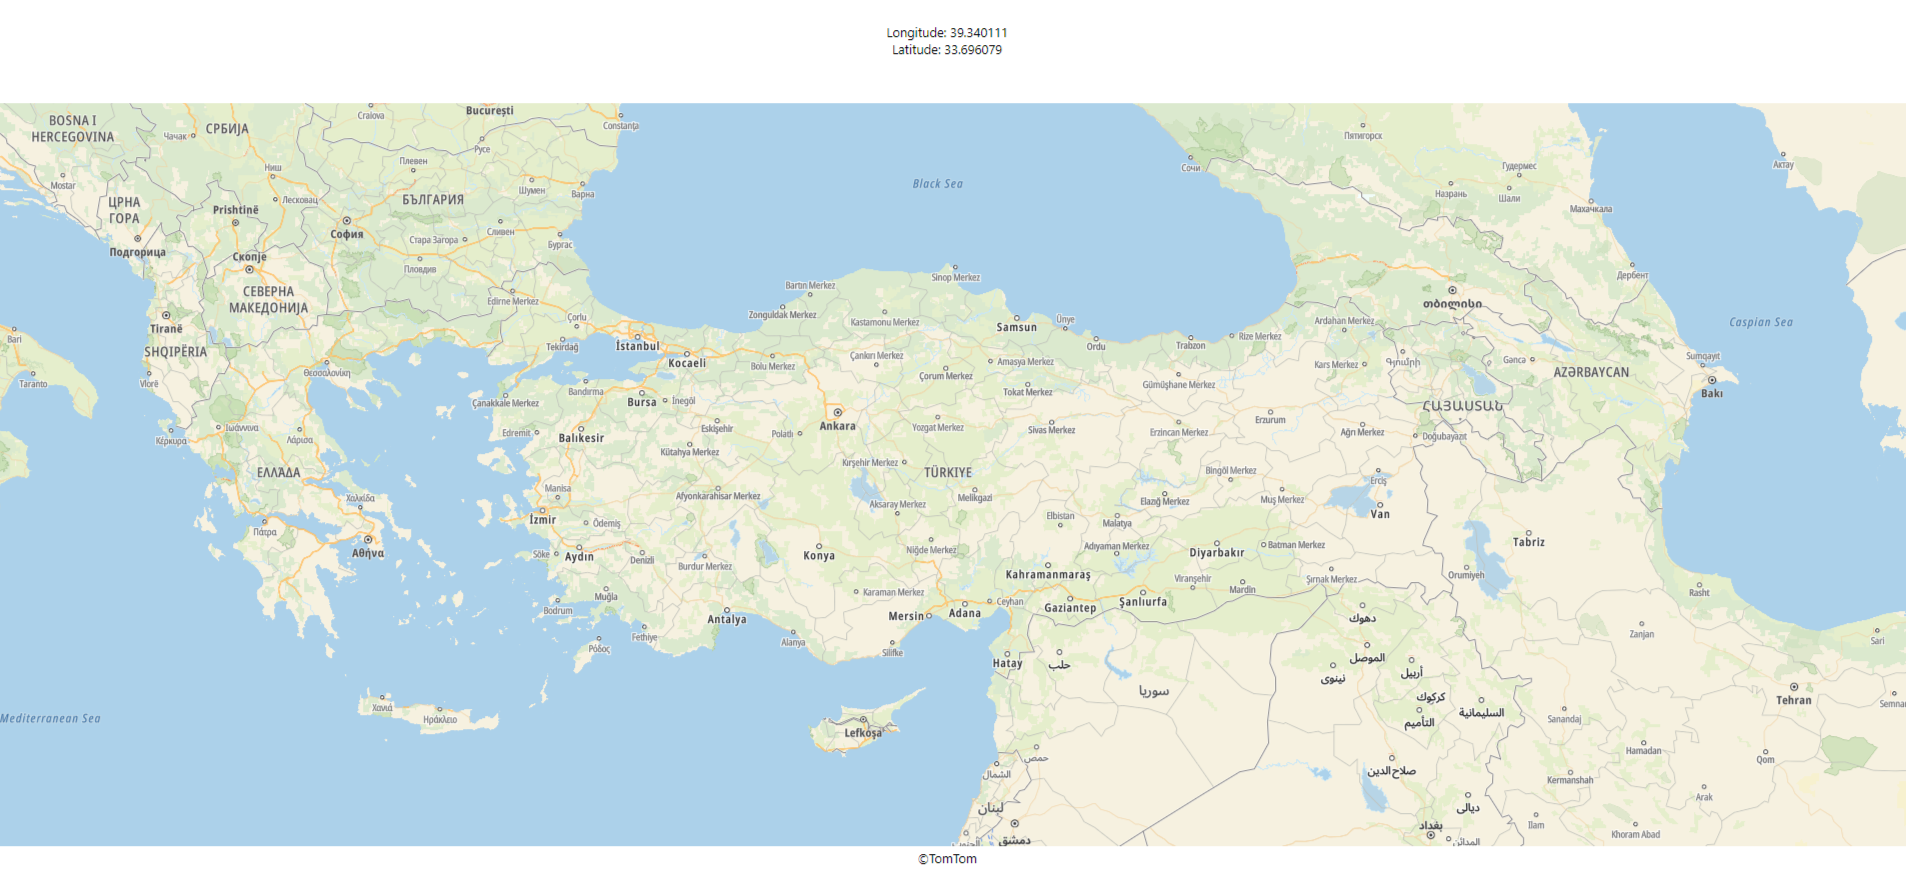 Longitude: 39.340111
Latitude: 33.696079
BOSNA I
HERCEGOVINA
Чачак
СРБИЈА
Craiova
București
Constanța
Пятигорск
Сочи
Актау
Ниш
Плевен
Русе
Гудермес
Mostar
Лесковац
БЪЛГАРИЯ
Шумен
Варна
Black Sea
Назрань
Шали
ЦРНА
ГОРА
Prishtinë
София
Стара Загора
Сливен
Бургас
Махачкала
Подгорица
Скопје
Пловдив
СЕВЕРНА
МАКЕДОНИЈА
Edirne Merkez
Bartın Merkez
Sinop Merkez
Дербент
Tiranë
Çorlu
Zonguldak Merkez
Kastamonu Merkez
Samsun
Ünye
Ardahan Merkez
თბილისი
Caspian Sea
Bari
SHQIPËRIA
Tekirdağ
İstanbul
Kocaeli
Bolu Merkez
Çankırı Merkez
Amasya Merkez
Ordu
Trabzon
Rize Merkez
Kars Merkez
Գյումրի
Gəncə
Sumqayıt
Taranto
Vlorë
Θεσσαλονίκη
Çorum Merkez
Tokat Merkez
Gümüşhane Merkez
AZƏRBAYCAN
Bakı
Çanakkale Merkez
Bandırma
Bursa
İnegöl
ՀԱՅԱՍՏԱՆ
Κέρκυρα
Ιωάννινα
Λάρισα
Edremit
Balıkesir
Eskişehir
Polatlı
Ankara
Yozgat Merkez
Sivas Merkez
Erzincan Merkez
Erzurum
Ağrı Merkez
Doğubayazıt
Kütahya Merkez
Kırşehir Merkez
ΕΛΛΆΔΑ
TÜRKIYE
Bingöl Merkez
Erciş
Χαλκίδα
Manisa
Afyonkarahisar Merkez
Aksaray Merkez
Melikgazi
Elazığ Merkez
Muş Merkez
Van
Πάτρα
İzmir
Ödemiş
Elbistan
Malatya
Αθήνα
Söke
Aydın
Denizli
Burdur Merkez
Konya
Niğde Merkez
Adıyaman Merkez
Diyarbakır
Batman Merkez
Tabriz
Kahramanmaraş
Viranşehir
Mardin
Şırnak Merkez
Orumiyeh
Muğla
Karaman Merkez
Ceyhan
Gaziantep
Şanlıurfa
Rasht
Bodrum
Antalya
Mersin
Adana
دهوك
Fethiye
Alanya
Silifke
Zanjan
Sari
Ρόδος
Hatay
حلب
نينوى
الموصل
أربيل
سوريا
كركوك
Tehran
Χανιά
Ηράκλειο
التأميم
السليمانية
Sanandaj
Semna
Mediterranean Sea
Lefkoşa
حمص
Hamadan
Qom
الشمال
صلاح الدين
Kermanshah
لبنان
ديالى
Arak
دمشق
بغداد
Ilam
Khoram Abad
المدائن
©TomTom